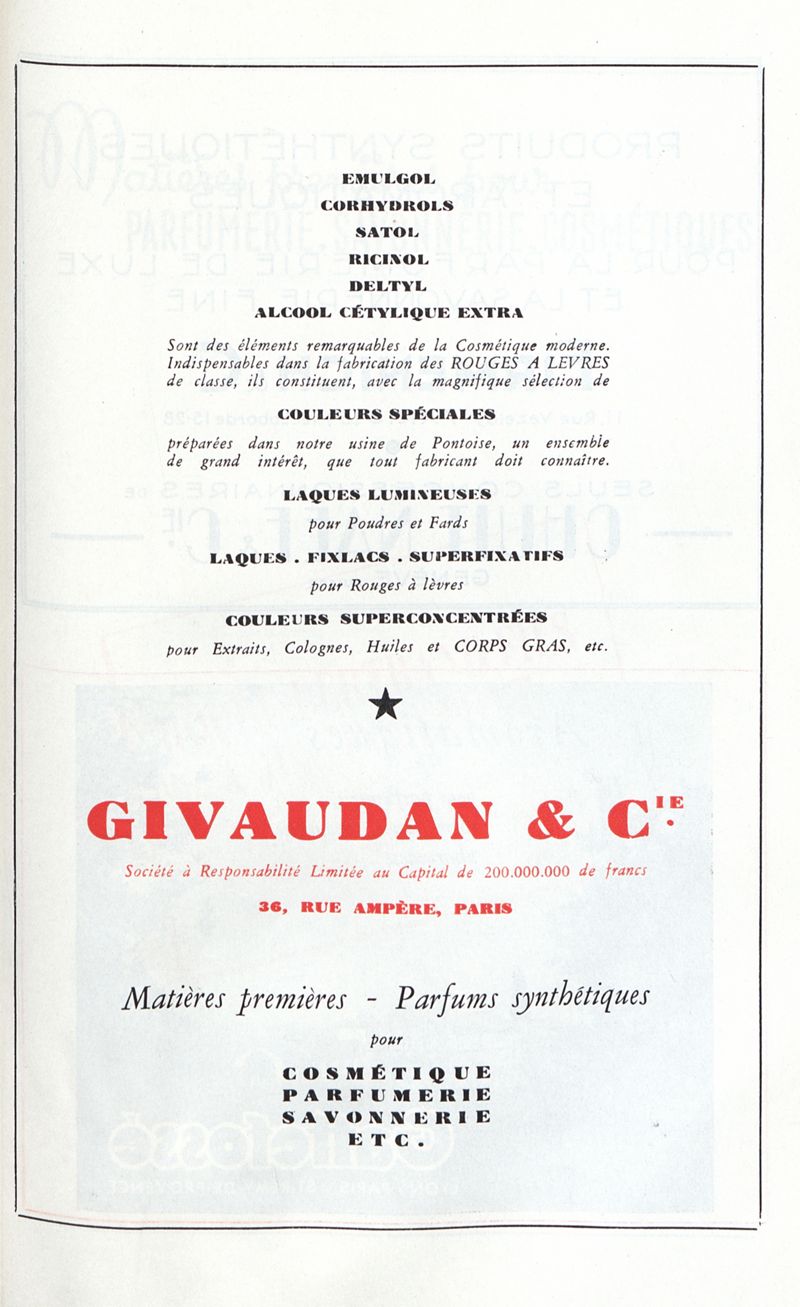 EMULGOL
CORHYDROLS
SATOL
RICINOL
DELTYL
ALCOOL CÉTYLIQUE EXTRA
Sont des éléments remarquables de la Cosmétique moderne.
Indispensables dans la fabrication des ROUGES A LEVRES
de classe, ils constituent, avec la magnifique sélection de
COULEURS SPÉCIALES
préparées dans notre usine de Pontoise, un ensemble
de grand intérêt, que tout fabricant doit connaître.
LAQUES LUMINEUSES
pour Poudres et Fards
LAQUES . FIXLACS . SUPERFIXATIFS
pour Rouges à lèvres
COULEURS SUPERCONCENTRÉES
pour Extraits, Colognes, Huiles et CORPS GRAS, etc.
GIVAUDAN & CIE.
Société à Responsabilité Limitée au Capital de 200.000.000 de francs
36, RUE AMPÈRE, PARIS
Matières premières - Parfums synthétiques
pour
COSMÉTIQUE
PARFUMERIE
SAVONNERIE
ETC.